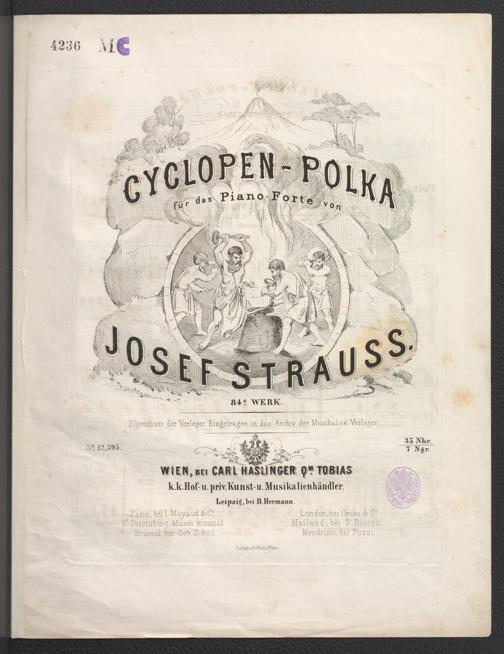 4236 MC
CYCLOPEN-POLKA
für das Piano-Forte von
JOSEF STRAUSS.
84s WERK.
Eigenthum der Verleger. Eingetragen in das Archiv der Musikalien Verleger.
No 12,395.
35 Nkr.
7 Ngr.
WIEN, BEI CARL HASLINGER Qm TOBIAS
k.k. Hof- u. priv. Kunst- u. Musikalienhändler.
Leipzig, bei B. Hermann.
Paris, bei Mayaud & Co.
London, bei Cocks & Co.
St Petersburg, Musée musical
Mailand, bei T. Ricordi
Brüssel, bei Geb. Schott.
Mendrisio, bei Pozzi.